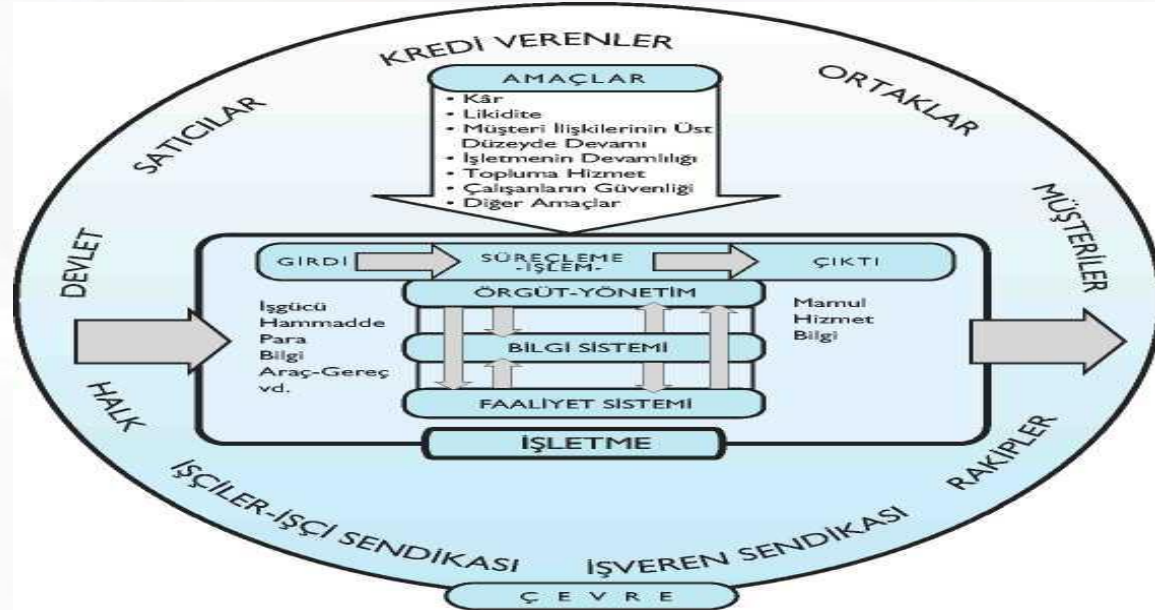 KREDİ VERENLER
ORTAKLAR
SATICILAR
MÜŞTERİLER
DEVLET
HALK
RAKİPLER
İŞÇİLER-İŞÇİ SENDİKASI
İŞVEREN SENDİKASI
AMAÇLAR
• Kâr
• Likidite
• Müşteri İlişkilerinin Üst
Düzeyde Devamı
• İşletmenin Devamlılığı
• Topluma Hizmet
• Çalışanların Güvenliği
• Diğer Amaçlar
GİRDİ
SÜREÇLEME
-İŞLEM-
ÇIKTI
İşgücü
Hammadde
Para
Bilgi
Araç-Gereç
vd.
ÖRGÜT-YÖNETİM
BİLGİ SİSTEMİ
FAALİYET SİSTEMİ
Mamul
Hizmet
Bilgi
İŞLETME
ÇEVRE